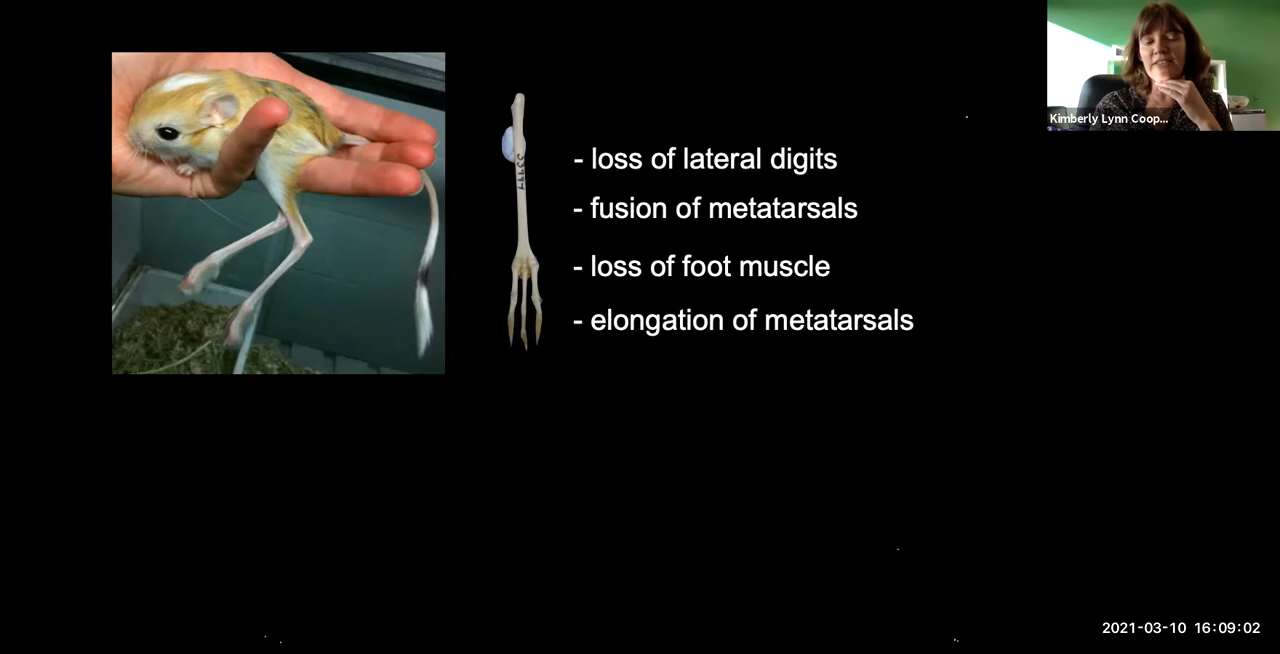 Kimberly Lynn Coop...
- loss of lateral digits
- fusion of metatarsals
- loss of foot muscle
- elongation of metatarsals
2021-03-10 16:09:02